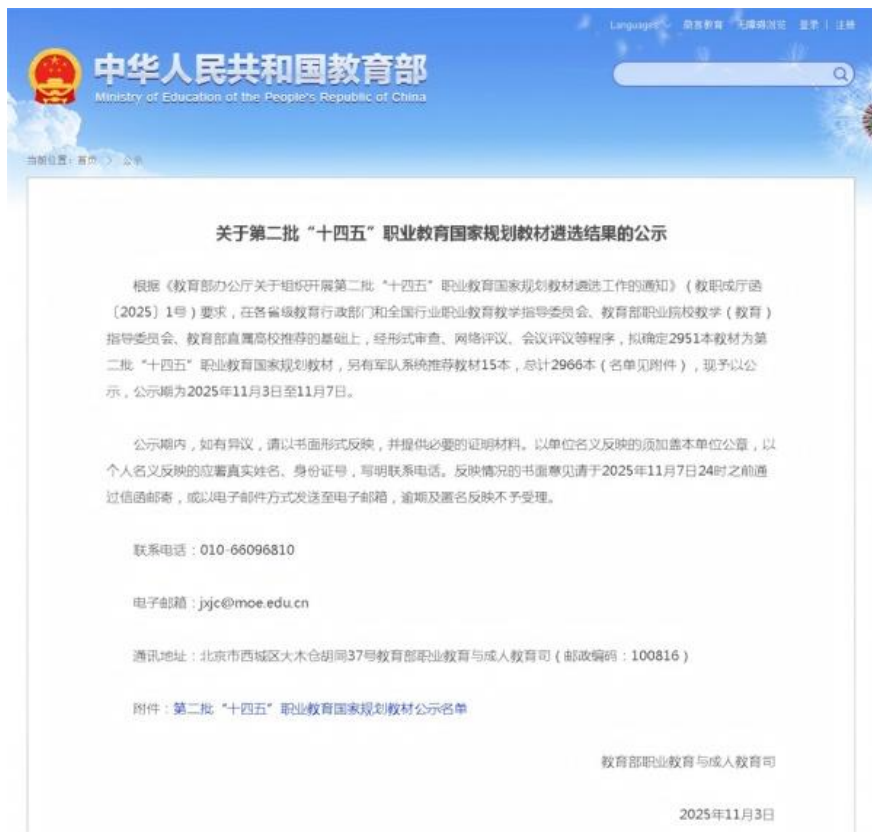 Languages 无障碍浏览 登录 | 注册
中华人民共和国教育部
Ministry of Education of the People's Republic of China
当前位置：首页 > 公示
关于第二批“十四五”职业教育国家规划教材遴选结果的公示
根据《教育部办公厅关于组织开展第二批“十四五”职业教育国家规划教材遴选工作的通知》（教职成厅函
〔2025〕1号）要求，在各省级教育行政部门和全国行业职业教育教学指导委员会、教育部职业院校教学（教育）
指导委员会、教育部直属高校推荐的基础上，经形式审查、网络评议、会议评议等程序，拟确定2951本教材为第
二批“十四五”职业教育国家规划教材，另有军队系统推荐教材15本，总计2966本（名单见附件），现予以公
示，公示期为2025年11月3日至11月7日。
公示期内，如有异议，请以书面形式反映，并提供必要的证明材料。以单位名义反映的须加盖本单位公章，以
个人名义反映的应署真实姓名、身份证号，写明联系电话。反映情况的书面意见请于2025年11月7日24时之前通
过信函邮寄，或以电子邮件方式发送至电子邮箱，逾期及匿名反映不予受理。
联系电话：010-66096810
电子邮箱：jxjc@moe.edu.cn
通讯地址：北京市西城区大木仓胡同37号教育部职业教育与成人教育司（邮政编码：100816）
附件：第二批“十四五”职业教育国家规划教材公示名单
教育部职业教育与成人教育司
2025年11月3日